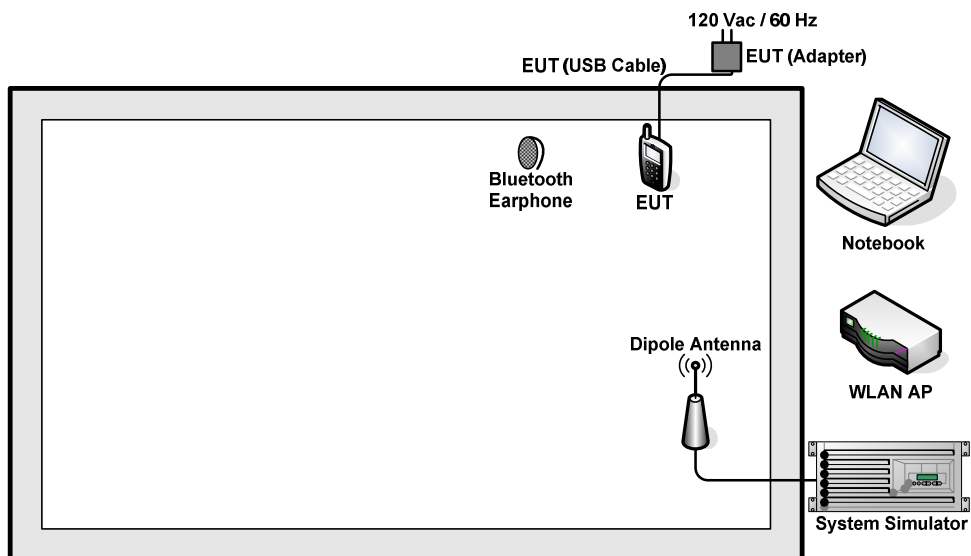 120 Vac / 60 Hz
EUT (Adapter)
EUT (USB Cable)
Bluetooth
Earphone
EUT
Notebook
Dipole Antenna
WLAN AP
System Simulator